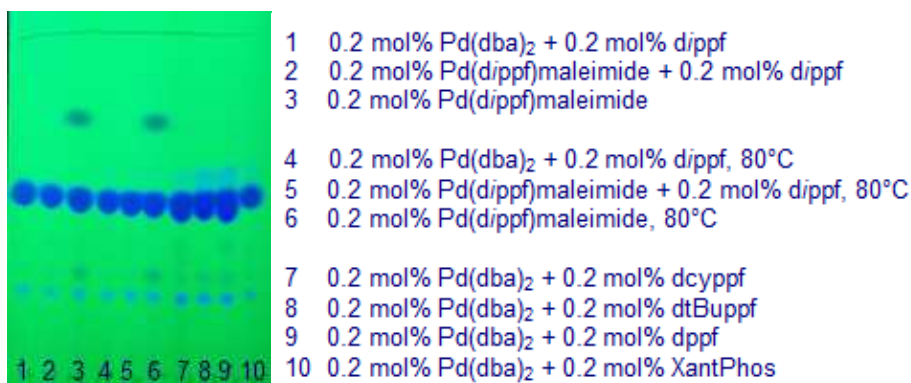 1 0.2 mol% Pd(dba)2 + 0.2 mol% dippf
2 0.2 mol% Pd(dippf)maleimide + 0.2 mol% dippf
3 0.2 mol% Pd(dippf)maleimide
4 0.2 mol% Pd(dba)2 + 0.2 mol% dippf, 80°C
5 0.2 mol% Pd(dippf)maleimide + 0.2 mol% dippf, 80°C
6 0.2 mol% Pd(dippf)maleimide, 80°C
7 0.2 mol% Pd(dba)2 + 0.2 mol% dcyppf
8 0.2 mol% Pd(dba)2 + 0.2 mol% dtBuppf
9 0.2 mol% Pd(dba)2 + 0.2 mol% dppf
10 0.2 mol% Pd(dba)2 + 0.2 mol% XantPhos
1 2 3 4 5 6 7 8 9 10